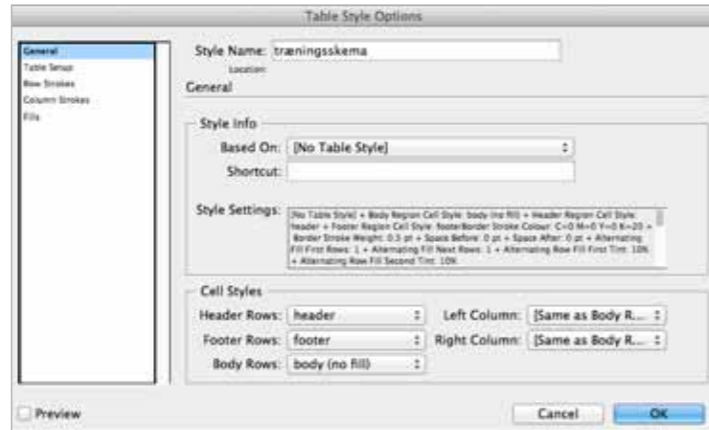 Table Style Options
General
Table Setup
Row Strokes
Column Strokes
Fills
Style Name: træningsskema
Location:
General
Style Info
Based On: [No Table Style]
Shortcut:
Style Settings: [No Table Style] + Body Region Cell Style: body (no fill) + Header Region Cell Style:
header + Footer Region Cell Style: footerBorder Stroke Colour: C=0 M=0 Y=0 K=20 +
Border Stroke Weight: 0.5 pt + Space Before: 0 pt + Space After: 0 pt + Alternating
Fill First Rows: 1 + Alternating Fill Next Rows: 1 + Alternating Row Fill First Tint: 10%
+ Alternating Row Fill Second Tint: 10%
Cell Styles
Header Rows: header Left Column: [Same as Body R...
Footer Rows: footer Right Column: [Same as Body R...
Body Rows: body (no fill)
Preview Cancel OK